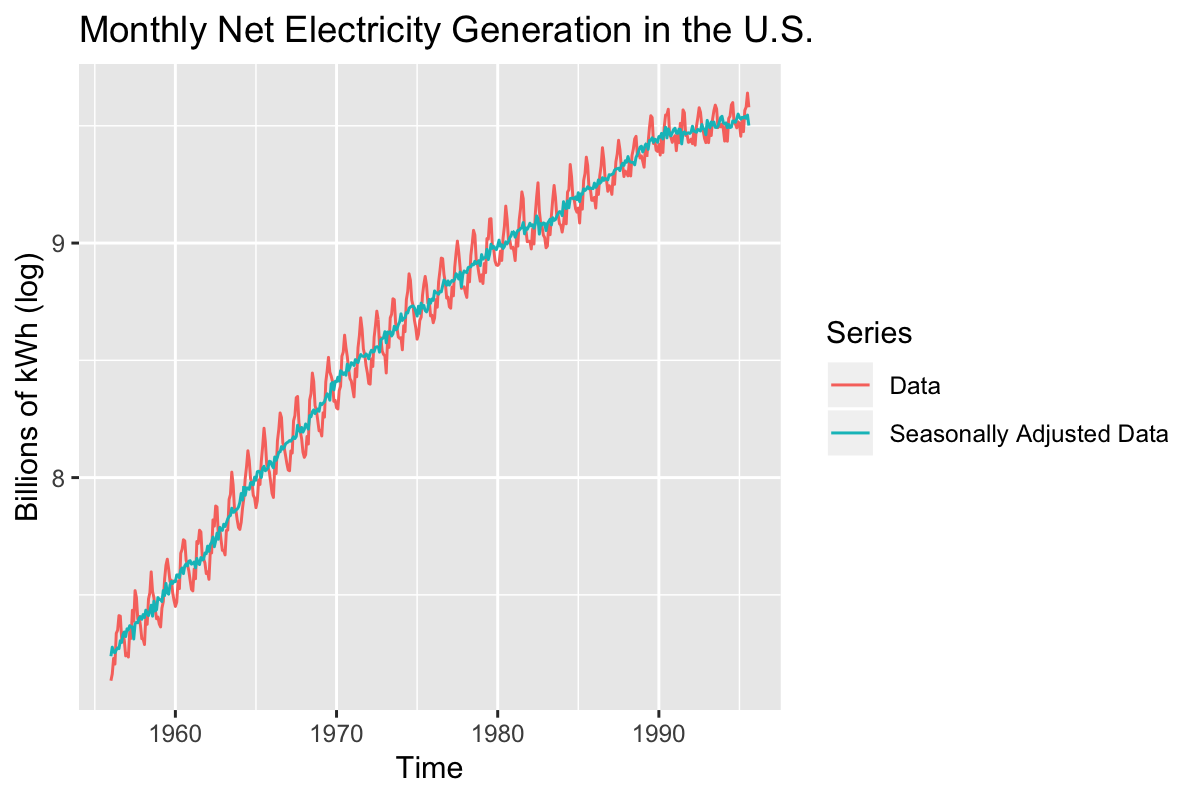 Monthly Net Electricity Generation in the U.S.
Billions of kWh (log)
9
8
1960 1970 1980 1990
Time
Series
Data
Seasonally Adjusted Data